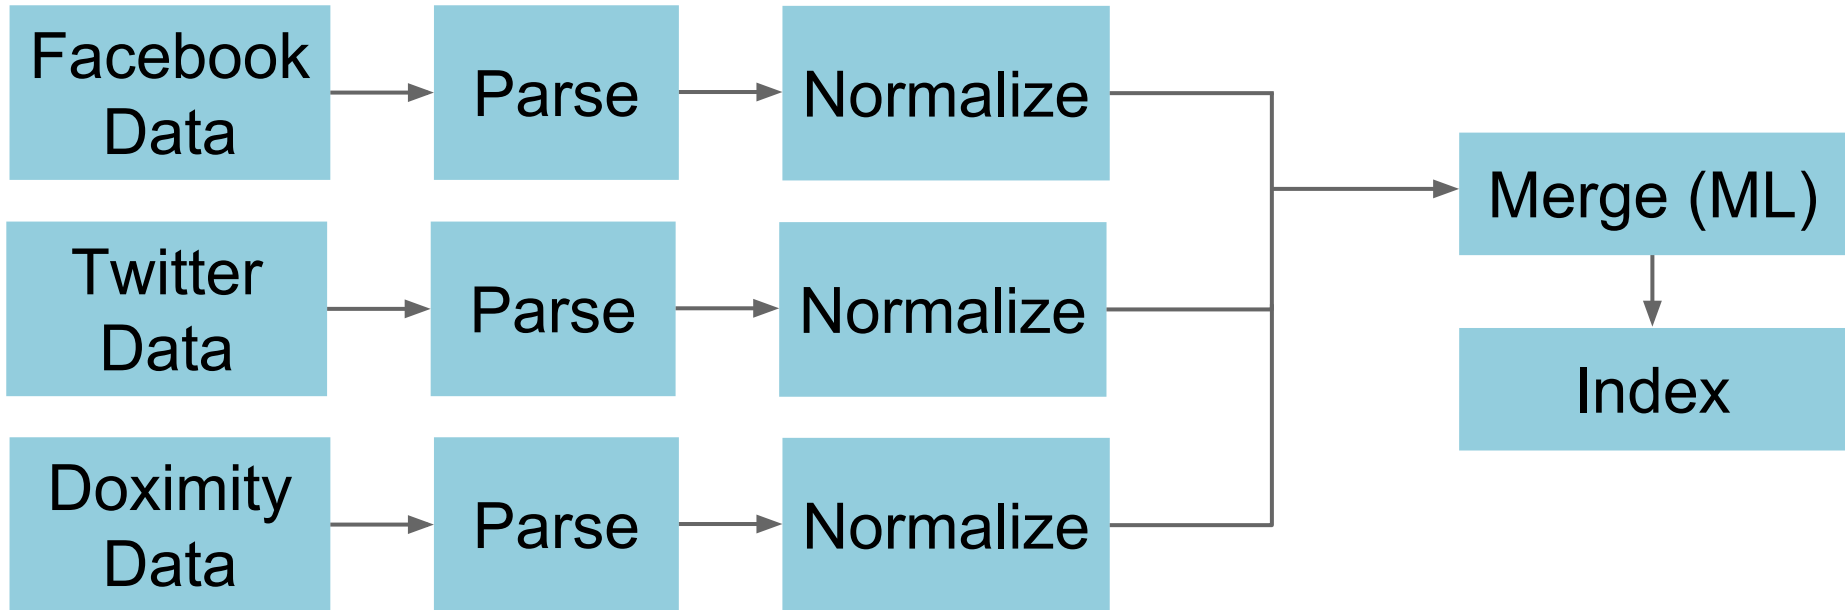 Facebook
Data
Parse
Normalize
Twitter
Data
Parse
Normalize
Doximity
Data
Parse
Normalize
Merge (ML)
Index